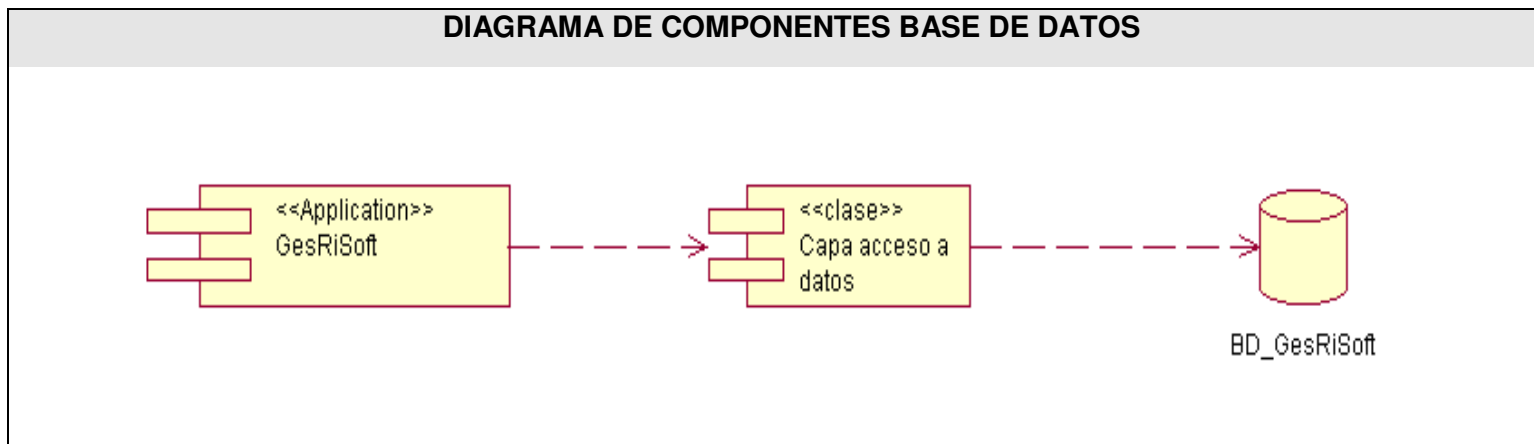 DIAGRAMA DE COMPONENTES BASE DE DATOS
<<Application>>
GesRiSoft
<<clase>>
Capa acceso a
datos
BD_GesRiSoft